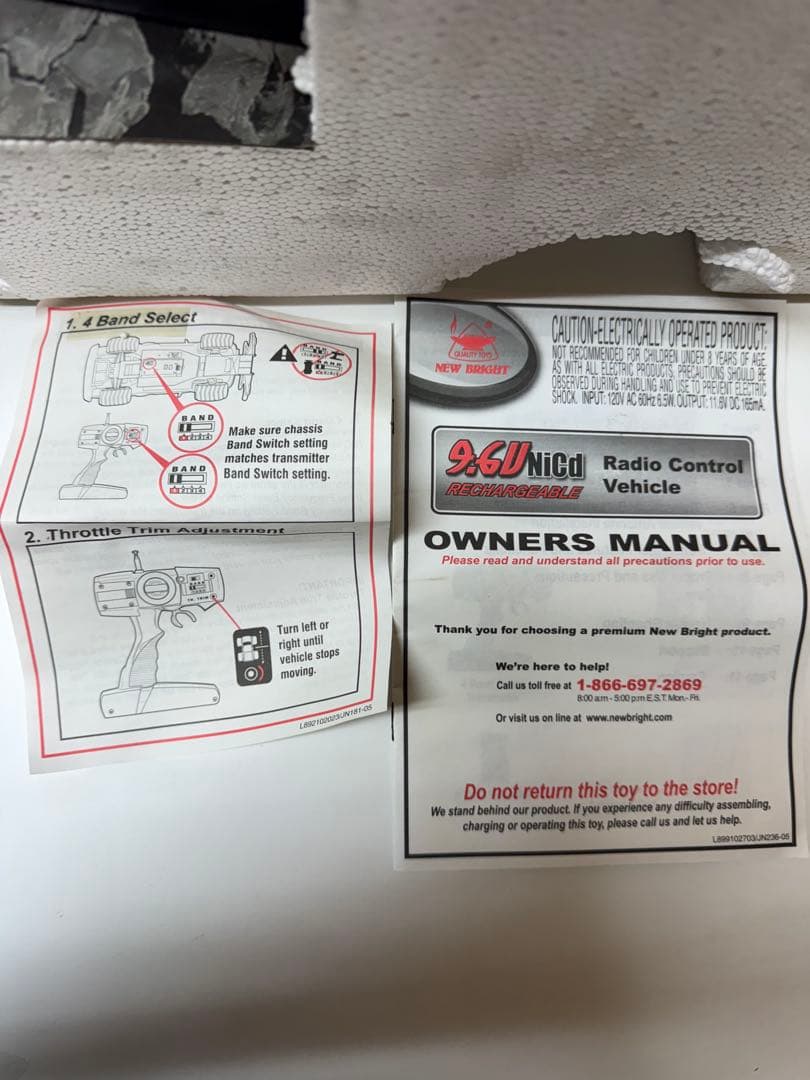 1. 4 Band Select
BAND
Make sure chassis
Band Switch setting
matches transmitter
Band Switch setting.
BAND
2. Throttle Trim Adjustment
TH. TRIM
Turn left or
right until
vehicle stops
moving.
L892102023/JN181-05
QUALITY TOYS
NEW BRIGHT
CAUTION-ELECTRICALLY OPERATED PRODUCT:
NOT RECOMMENDED FOR CHILDREN UNDER 8 YEARS OF AGE.
AS WITH ALL ELECTRIC PRODUCTS, PRECAUTIONS SHOULD BE
OBSERVED DURING HANDLING AND USE TO PREVENT ELECTRIC
SHOCK. INPUT: 120V AC 60Hz 6.5W. OUTPUT: 11.6V DC 165mA.
9.6V NiCd
RECHARGEABLE
Radio Control
Vehicle
OWNERS MANUAL
Please read and understand all precautions prior to use.
Thank you for choosing a premium New Bright product.
We're here to help!
Call us toll free at 1-866-697-2869
8:00 a.m - 5:00 p.m E.S.T. Mon.- Fri.
Or visit us on line at www.newbright.com
Do not return this toy to the store!
We stand behind our product. If you experience any difficulty assembling,
charging or operating this toy, please call us and let us help.
L899102703/JN236-05